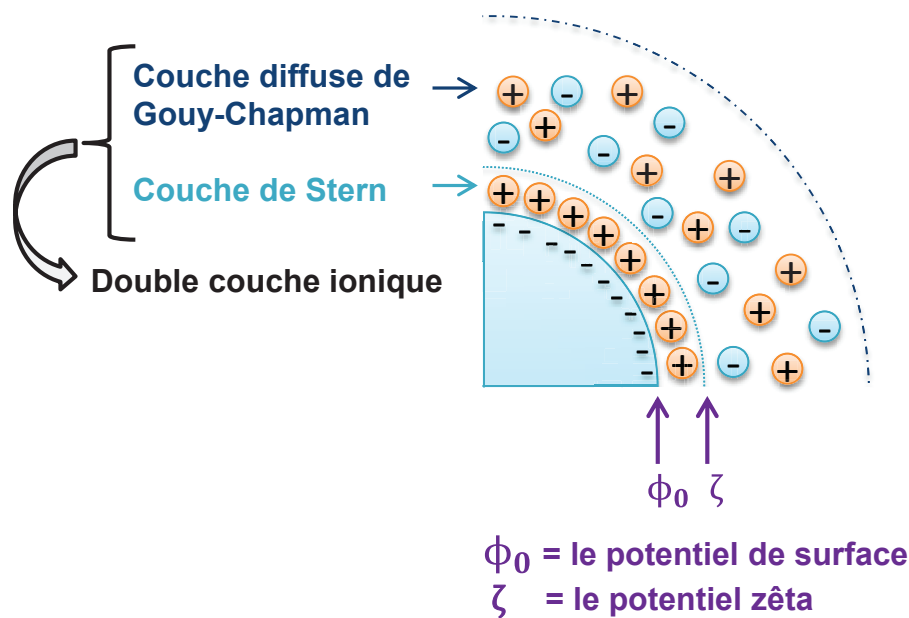 Couche diffuse de
Gouy-Chapman
Couche de Stern
Double couche ionique
ϕ₀ ζ
ϕ₀ = le potentiel de surface
ζ = le potentiel zêta